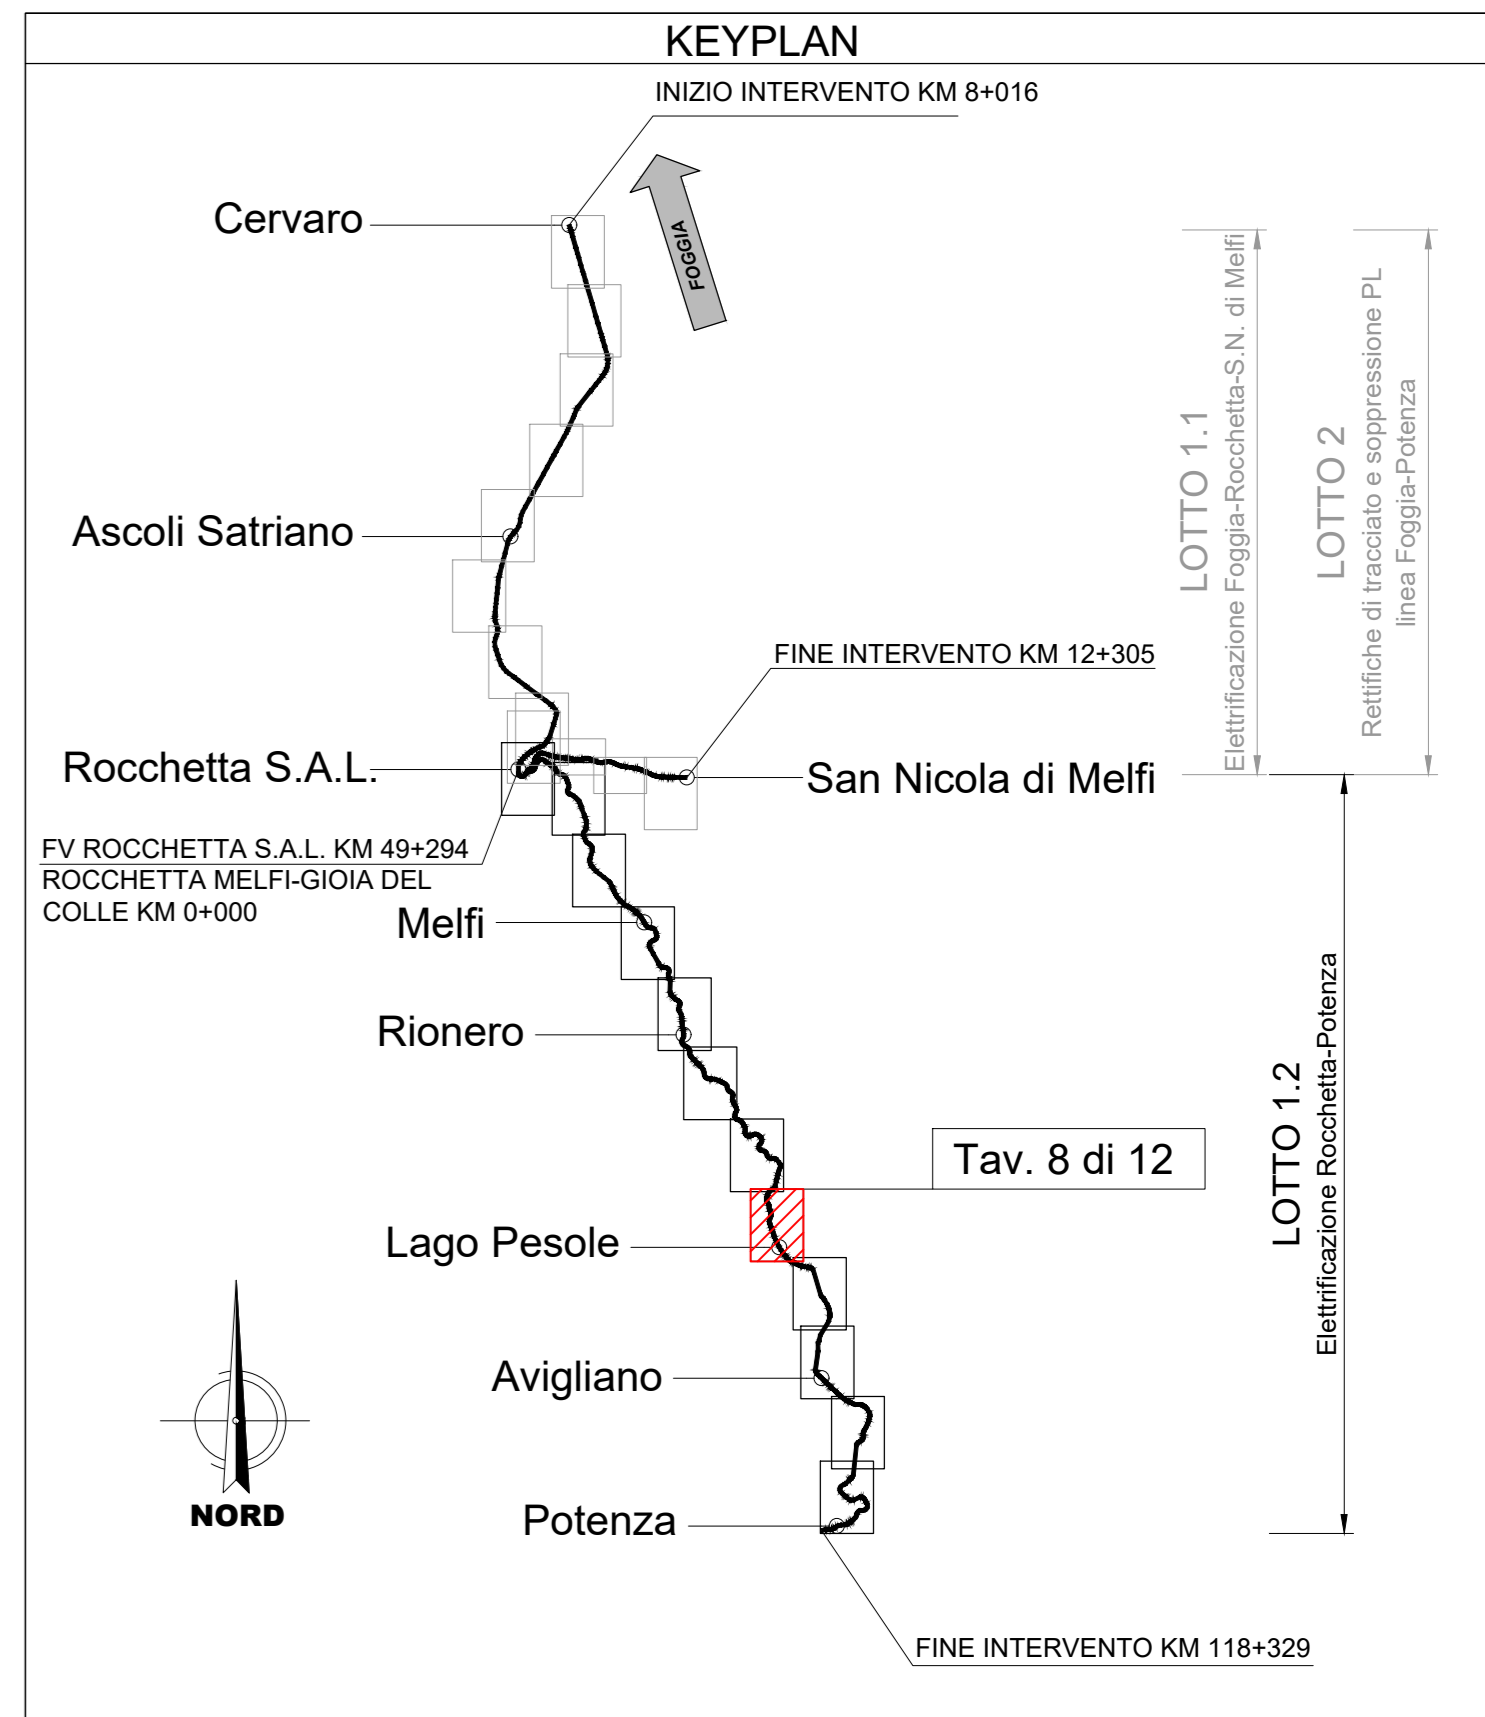 KEYPLAN
INIZIO INTERVENTO KM 8+016
FOGGIA
Cervaro
Ascoli Satriano
FINE INTERVENTO KM 12+305
Rocchetta S.A.L.
San Nicola di Melfi
FV ROCCHETTA S.A.L. KM 49+294
ROCCHETTA MELFI-GIOIA DEL
COLLE KM 0+000
Melfi
Rionero
Tav. 8 di 12
Lago Pesole
Avigliano
Potenza
NORD
FINE INTERVENTO KM 118+329
LOTTO 1.1
Elettrificazione Foggia-Rocchetta-S.N. di Melfi
LOTTO 2
Rettifiche di tracciato e soppressione PL
linea Foggia-Potenza
LOTTO 1.2
Elettrificazione Rocchetta-Potenza